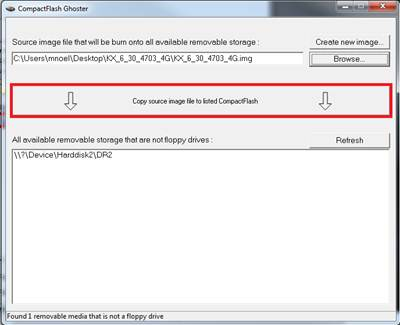 CompactFlash Ghoster
Source image file that will be burn onto all available removable storage :
Create new image...
C:\Users\mnoel\Desktop\KX_6_30_4703_4G\KX_6_30_4703_4G.img
Browse...
Copy source image file to listed CompactFlash
All available removable storage that are not floppy drives :
Refresh
\\?\Device\Harddisk2\DR2
Found 1 removable media that is not a floppy drive